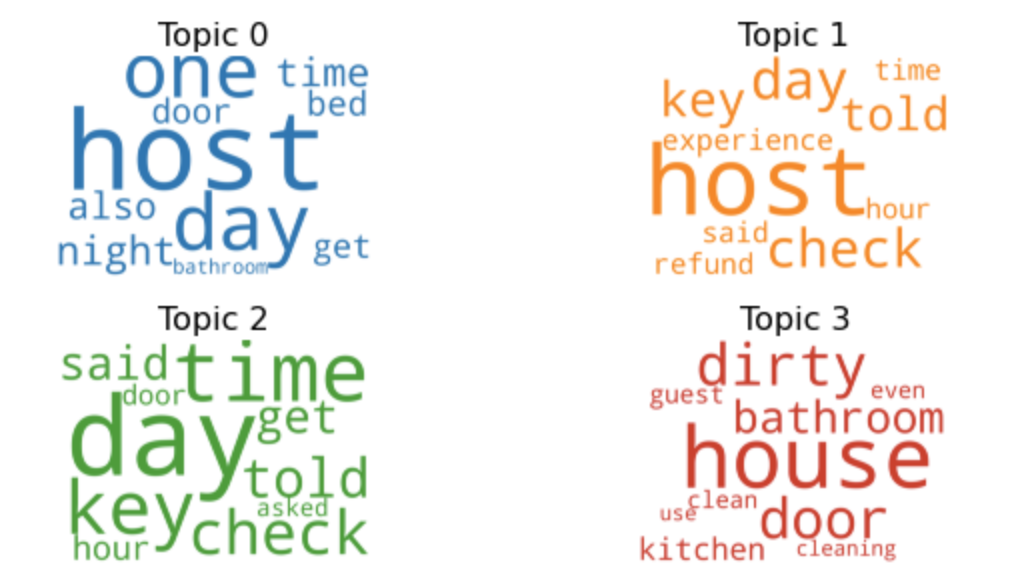 Topic 0
one time
door bed
host
also
day
night get
bathroom
Topic 1
day time
key told
experience
host
hour
said
check
refund
Topic 2
said time
door
get
day
told
key
asked
check
hour
Topic 3
dirty
guest even
bathroom
house
clean
use
door
kitchen cleaning